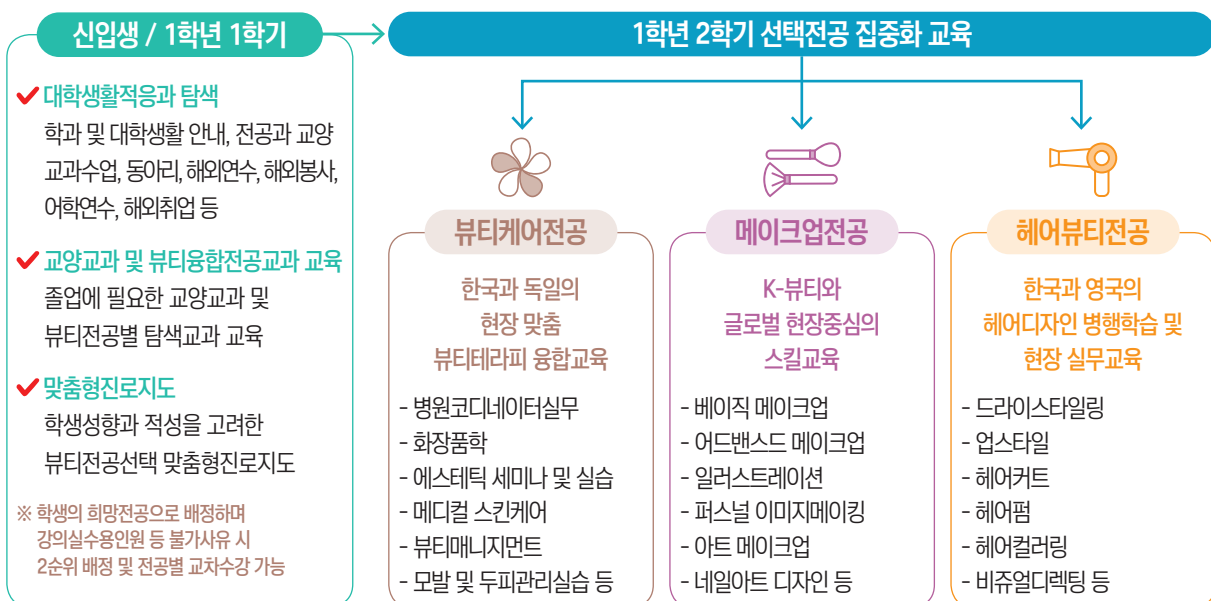 신입생 / 1학년 1학기
대학생활적응과 탐색
학과 및 대학생활 안내, 전공과 교양
교과수업, 동아리, 해외연수, 해외봉사,
어학연수, 해외취업 등
교양교과 및 뷰티융합전공교과 교육
졸업에 필요한 교양교과 및
뷰티전공별 탐색교과 교육
맞춤형진로지도
학생성향과 적성을 고려한
뷰티전공선택 맞춤형진로지도
※ 학생의 희망전공으로 배정하며
강의실수용인원 등 불가사유 시
2순위 배정 및 전공별 교차수강 가능
1학년 2학기 선택전공 집중화 교육
뷰티케어전공
한국과 독일의
현장 맞춤
뷰티테라피 융합교육
- 병원코디네이터실무
- 화장품학
- 에스테틱 세미나 및 실습
- 메디컬 스킨케어
- 뷰티매니지먼트
- 모발 및 두피관리실습 등
메이크업전공
K-뷰티와
글로벌 현장중심의
스킬교육
- 베이직 메이크업
- 어드밴스드 메이크업
- 일러스트레이션
- 퍼스널 이미지메이킹
- 아트 메이크업
- 네일아트 디자인 등
헤어뷰티전공
한국과 영국의
헤어디자인 병행학습 및
현장 실무교육
- 드라이스타일링
- 업스타일
- 헤어커트
- 헤어펌
- 헤어컬러링
- 비쥬얼디렉팅 등